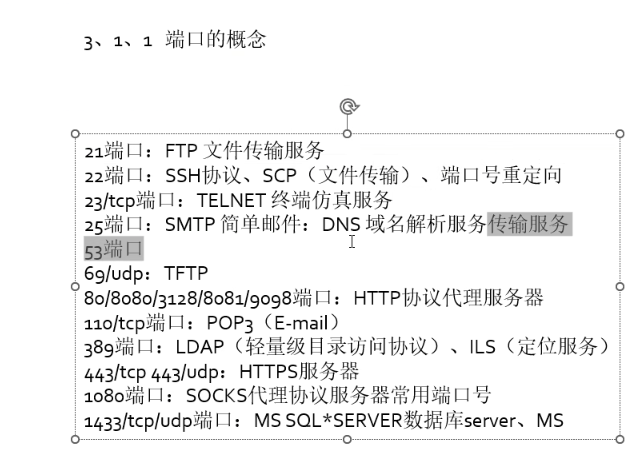 3、1、1 端口的概念
21端口：FTP 文件传输服务
22端口：SSH协议、SCP（文件传输）、端口号重定向
23/tcp端口：TELNET 终端仿真服务
25端口：SMTP 简单邮件：DNS 域名解析服务传输服务
53端口
69/udp：TFTP
80/8080/3128/8081/9098端口：HTTP协议代理服务器
110/tcp端口：POP3（E-mail）
389端口：LDAP（轻量级目录访问协议）、ILS（定位服务）
443/tcp 443/udp：HTTPS服务器
1080端口：SOCKS代理协议服务器常用端口号
1433/tcp/udp端口：MS SQL*SERVER数据库server、MS